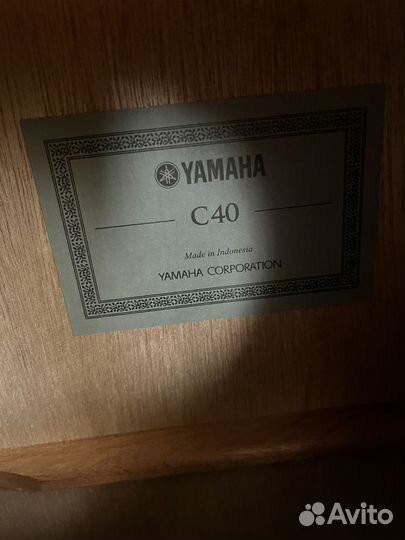 YAMAHA
C40
Made in Indonesia
YAMAHA CORPORATION
Avito